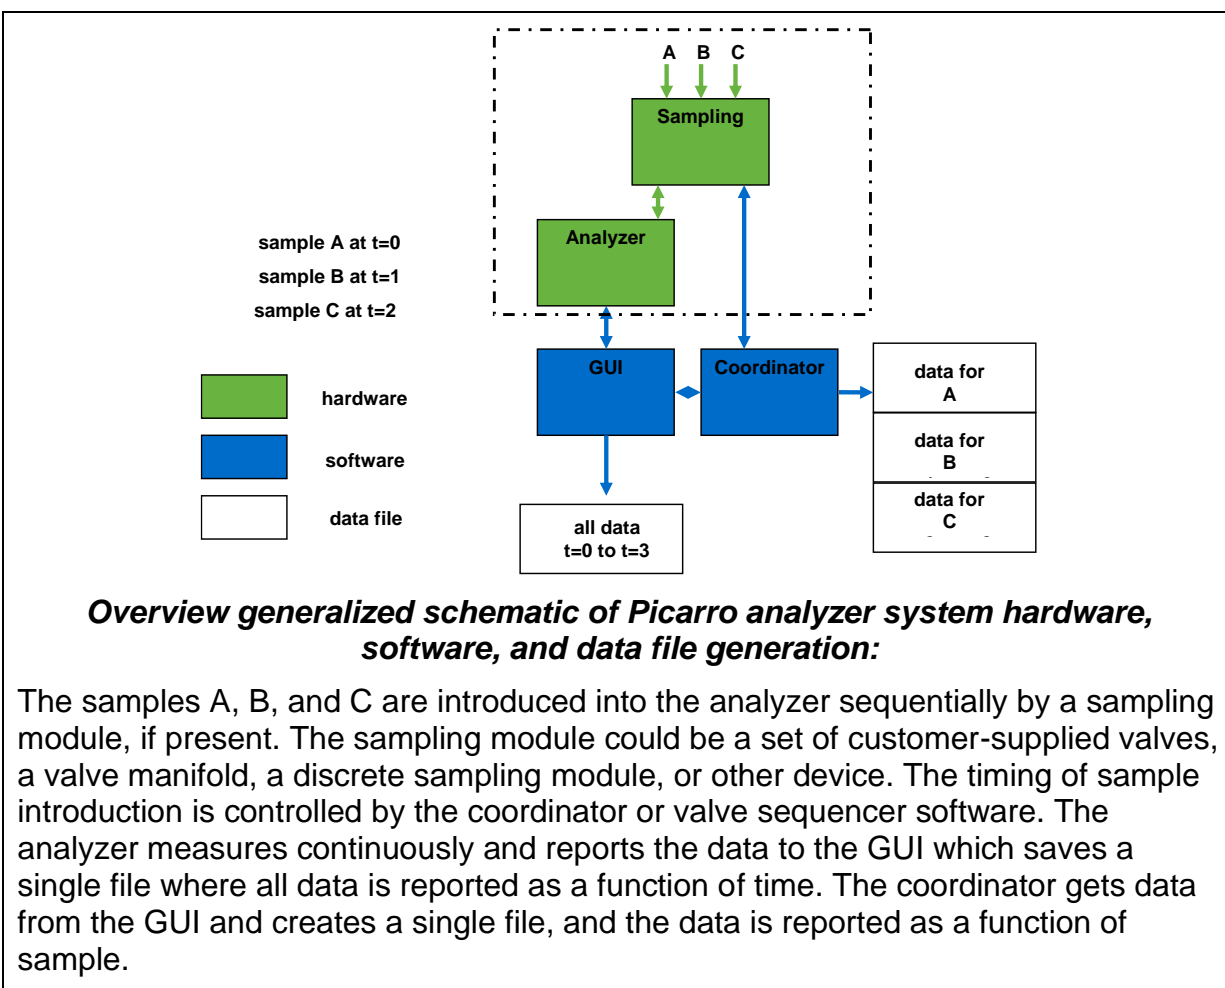 A B C
Sampling
Analyzer
sample A at t=0
sample B at t=1
sample C at t=2
GUI
Coordinator
hardware
software
data file
data for
A
data for
B
data for
C
all data
t=0 to t=3
Overview generalized schematic of Picarro analyzer system hardware,
software, and data file generation:
The samples A, B, and C are introduced into the analyzer sequentially by a sampling
module, if present. The sampling module could be a set of customer-supplied valves,
a valve manifold, a discrete sampling module, or other device. The timing of sample
introduction is controlled by the coordinator or valve sequencer software. The
analyzer measures continuously and reports the data to the GUI which saves a
single file where all data is reported as a function of time. The coordinator gets data
from the GUI and creates a single file, and the data is reported as a function of
sample.